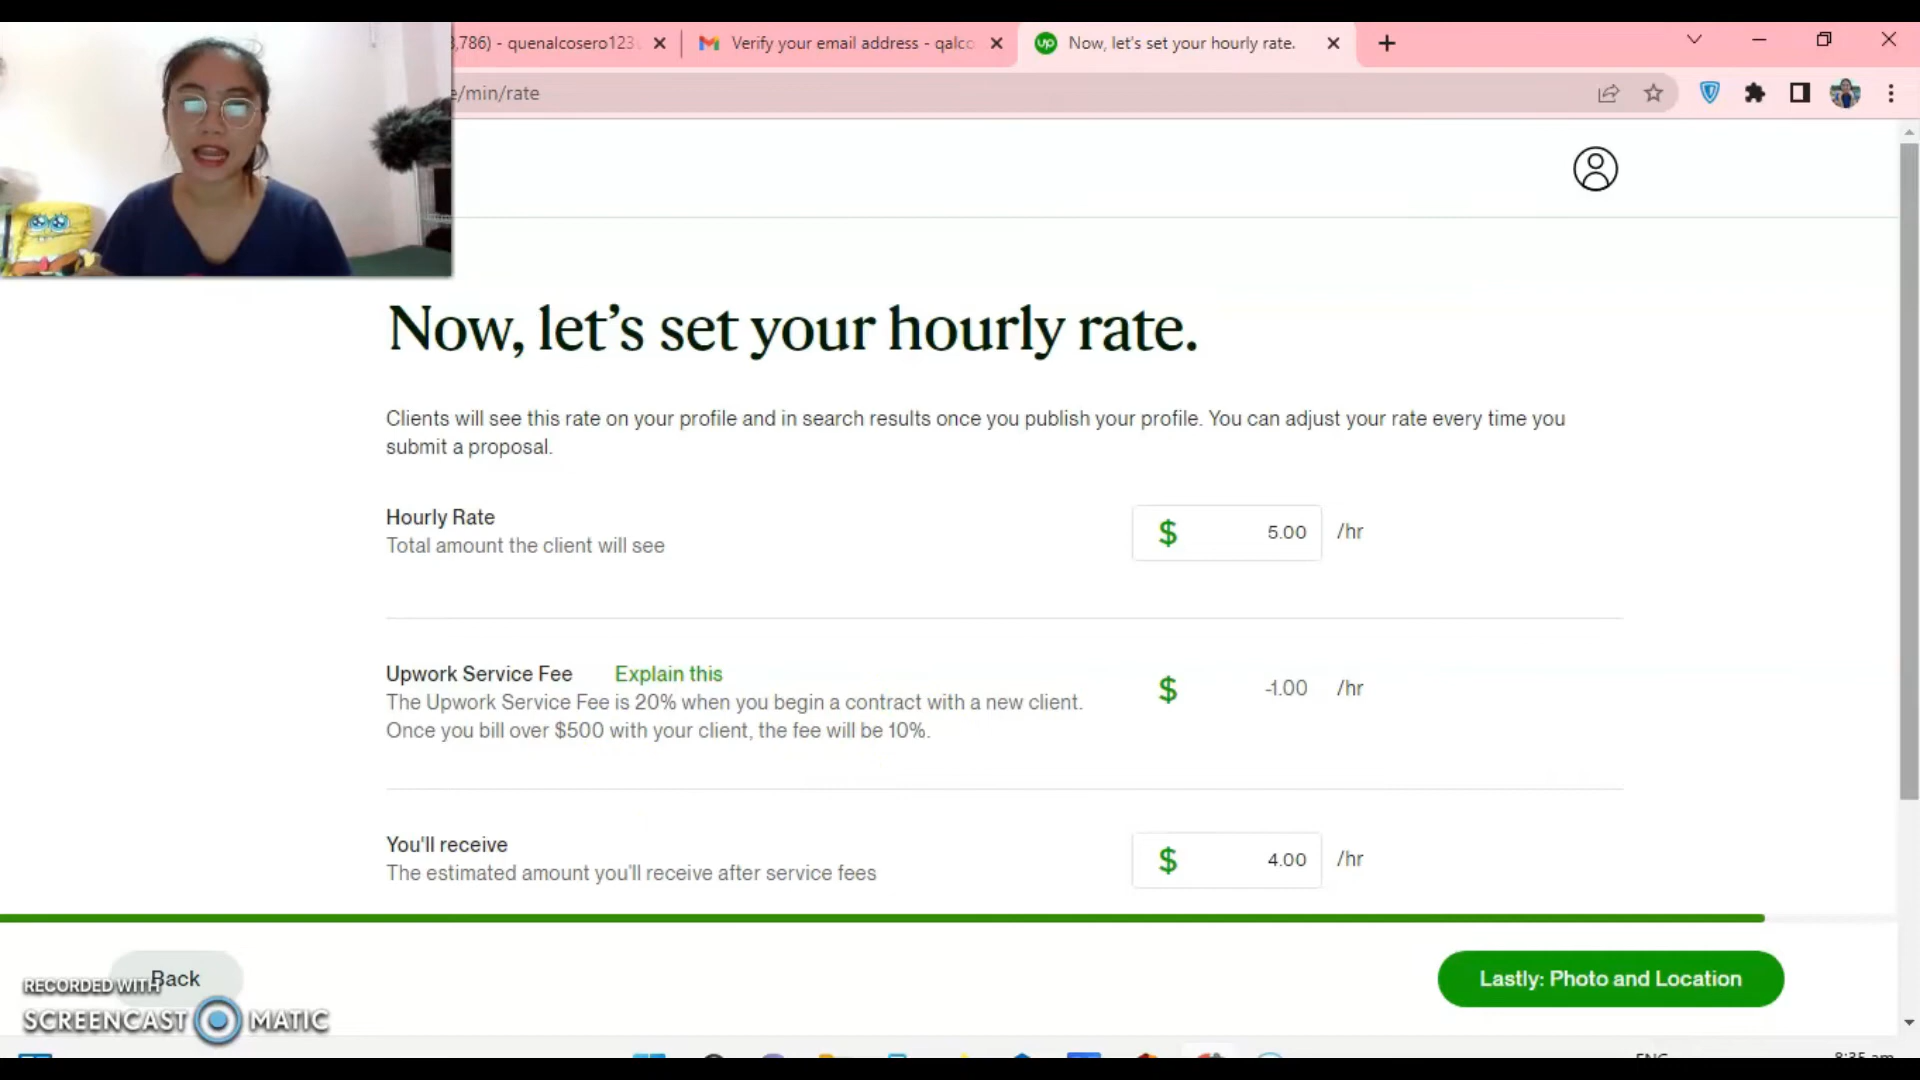 ,786) - quenalcosero123
Verify your email address - qalco
up
Now, let's set your hourly rate.
e/min/rate
Now, let's set your hourly rate.
Clients will see this rate on your profile and in search results once you publish your profile. You can adjust your rate every time you
submit a proposal.
Hourly Rate
Total amount the client will see
$ 5.00 /hr
Upwork Service Fee Explain this
The Upwork Service Fee is 20% when you begin a contract with a new client.
Once you bill over $500 with your client, the fee will be 10%.
$ -1.00 /hr
You'll receive
The estimated amount you'll receive after service fees
$ 4.00 /hr
Back
Lastly: Photo and Location
RECORDED WITH
SCREENCAST MATIC
ENG
8:35 am